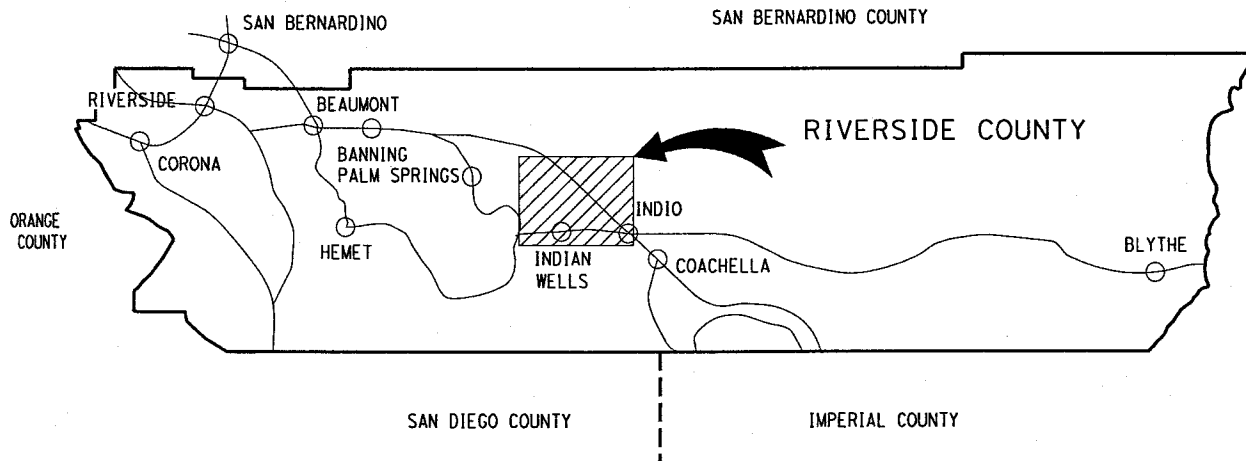 SAN BERNARDINO
SAN BERNARDINO COUNTY
RIVERSIDE
BEAUMONT
RIVERSIDE COUNTY
CORONA
BANNING
PALM SPRINGS
ORANGE
COUNTY
HEMET
INDIAN
WELLS
INDIO
COACHELLA
BLYTHE
SAN DIEGO COUNTY
IMPERIAL COUNTY